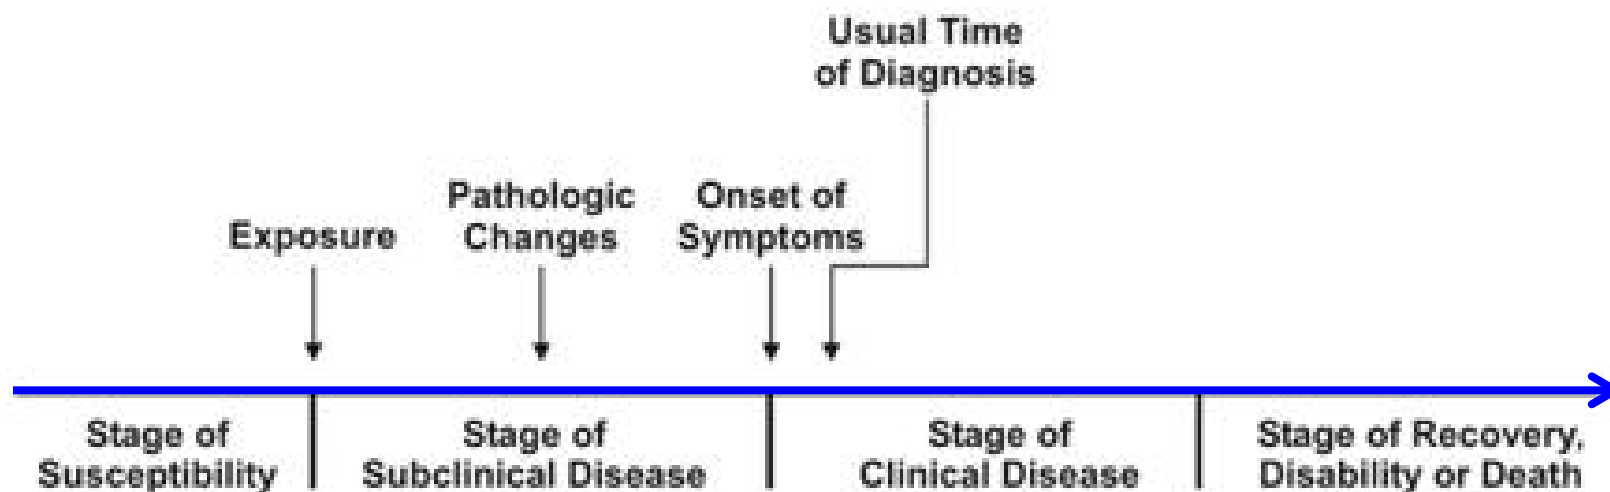 Usual Time
of Diagnosis
Exposure
Pathologic
Changes
Onset of
Symptoms
Stage of
Susceptibility
Stage of
Subclinical Disease
Stage of
Clinical Disease
Stage of Recovery,
Disability or Death